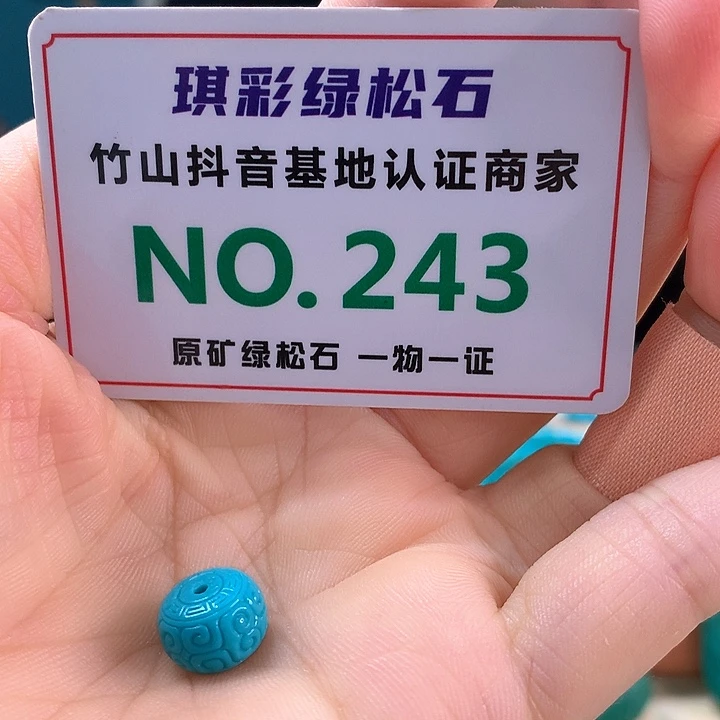 琪彩绿松石
竹山抖音基地认证商家
NO.243
原矿绿松石 一物一证